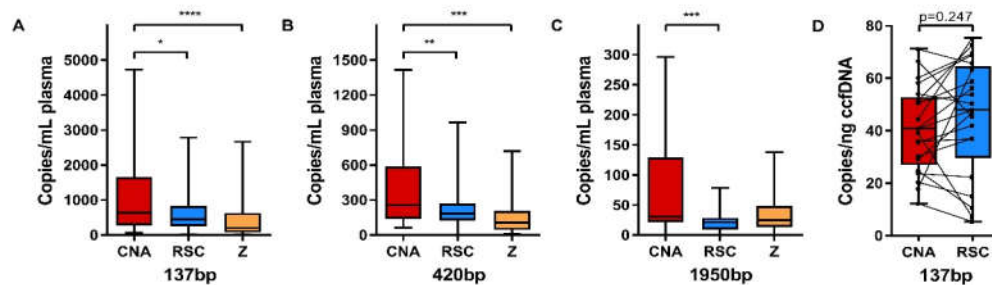 A
****
*
Copies/mL plasma
5000
4000
3000
2000
1000
0
CNA RSC Z
137bp
B
***
**
Copies/mL plasma
1500
1200
900
600
300
0
CNA RSC Z
420bp
C
***
Copies/mL plasma
300
250
200
150
100
50
0
CNA RSC Z
1950bp
D
p=0.247
Copies/ng ccfDNA
80
60
40
20
0
CNA RSC
137bp